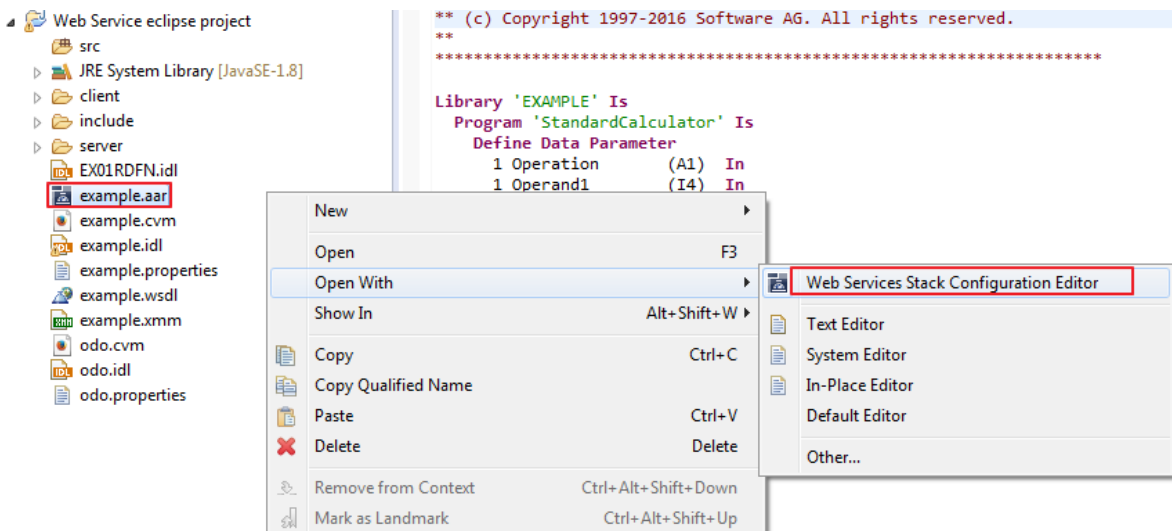 Web Service eclipse project
src
JRE System Library [JavaSE-1.8]
client
include
server
EX01RDFN.idl
example.aar
example.cvm
example.idl
example.properties
example.wsdl
example.xmm
odo.cvm
odo.idl
odo.properties
** (c) Copyright 1997-2016 Software AG. All rights reserved.
**
**********************************************************************
Library 'EXAMPLE' Is
Program 'StandardCalculator' Is
Define Data Parameter
1 Operation (A1) In
1 Operand1 (I4) In
New
Open F3
Open With
Show In Alt+Shift+W
Copy Ctrl+C
Copy Qualified Name
Paste Ctrl+V
Delete Delete
Remove from Context Ctrl+Alt+Shift+Down
Mark as Landmark Ctrl+Alt+Shift+Up
Web Services Stack Configuration Editor
Text Editor
System Editor
In-Place Editor
Default Editor
Other...